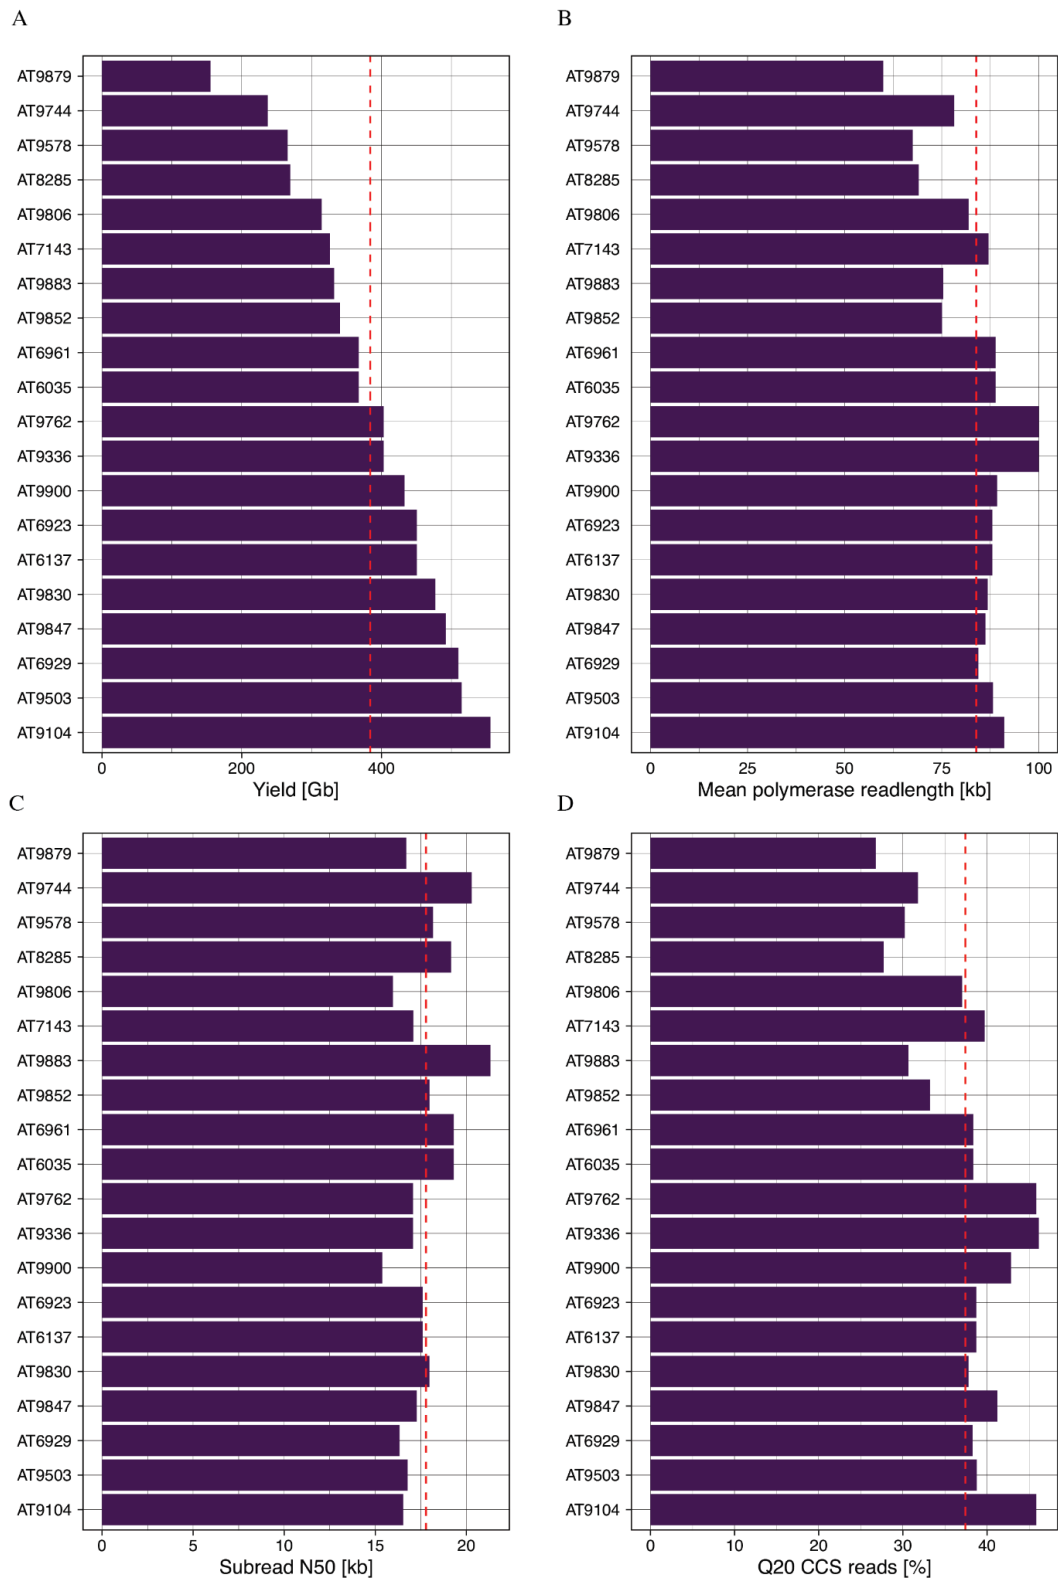 A
AT9879
AT9744
AT9578
AT8285
AT9806
AT7143
AT9883
AT9852
AT6961
AT6035
AT9762
AT9336
AT9900
AT6923
AT6137
AT9830
AT9847
AT6929
AT9503
AT9104
0 200 400
Yield [Gb]
B
AT9879
AT9744
AT9578
AT8285
AT9806
AT7143
AT9883
AT9852
AT6961
AT6035
AT9762
AT9336
AT9900
AT6923
AT6137
AT9830
AT9847
AT6929
AT9503
AT9104
0 25 50 75 100
Mean polymerase readlength [kb]
C
AT9879
AT9744
AT9578
AT8285
AT9806
AT7143
AT9883
AT9852
AT6961
AT6035
AT9762
AT9336
AT9900
AT6923
AT6137
AT9830
AT9847
AT6929
AT9503
AT9104
0 5 10 15 20
Subread N50 [kb]
D
AT9879
AT9744
AT9578
AT8285
AT9806
AT7143
AT9883
AT9852
AT6961
AT6035
AT9762
AT9336
AT9900
AT6923
AT6137
AT9830
AT9847
AT6929
AT9503
AT9104
0 10 20 30 40
Q20 CCS reads [%]